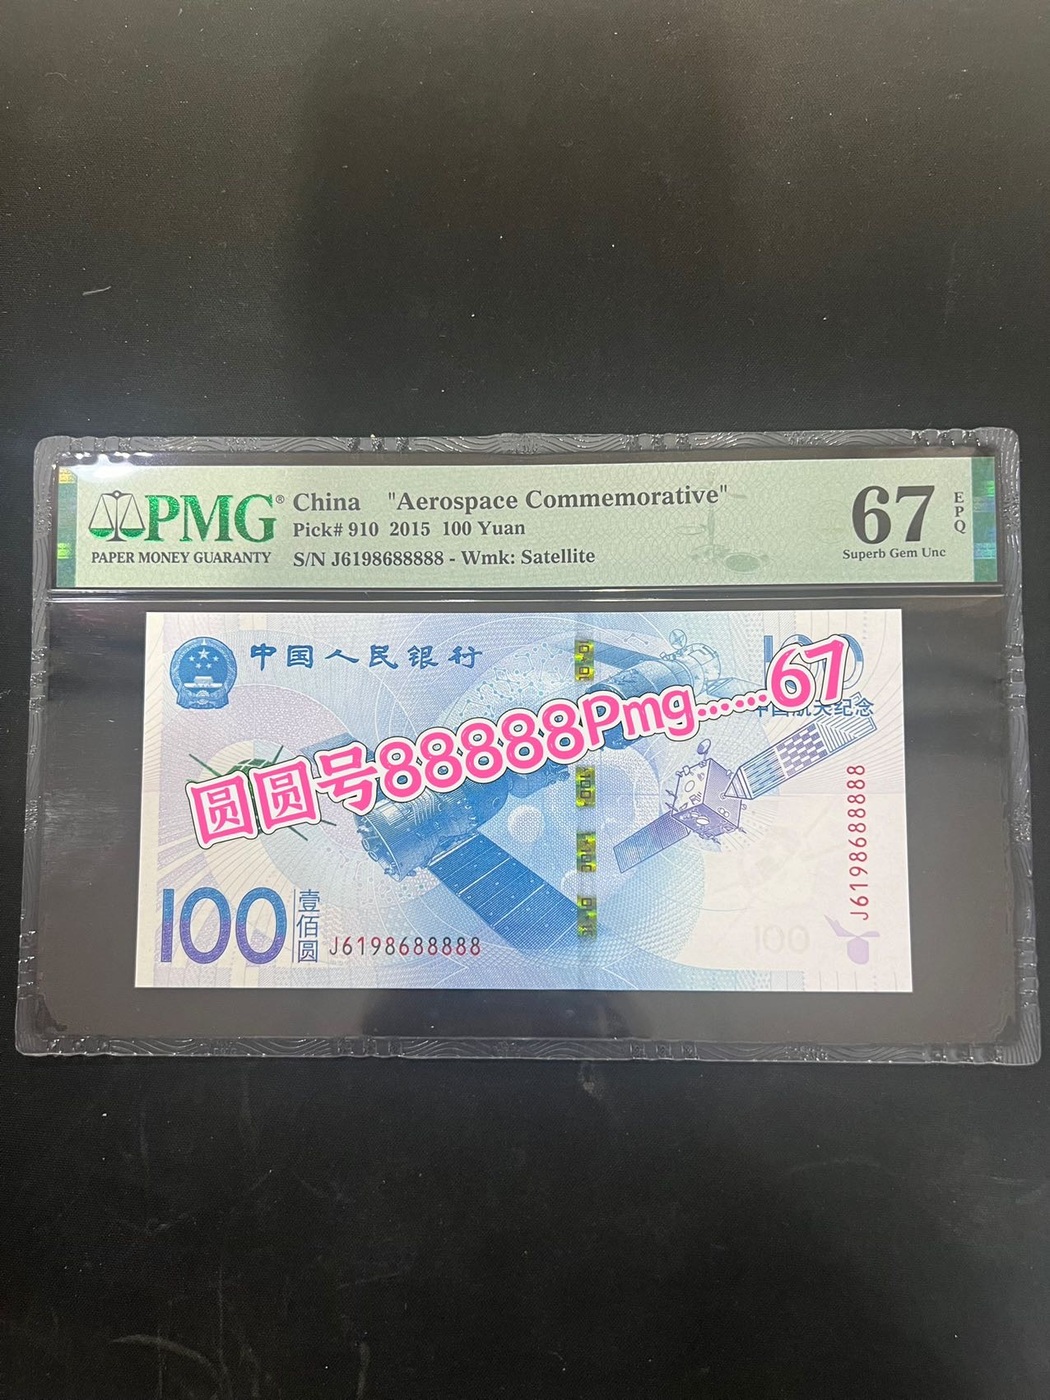 PMG®
PAPER MONEY GUARANTY
China "Aerospace Commemorative"
Pick# 910 2015 100 Yuan
S/N J6198688888 - Wmk: Satellite
67
Superb Gem Unc
EPQ
中国人民银行
100
中国航天纪念
圆圆号88888Pmg......67
100
壹佰圆
J6198688888
J6198688888
100